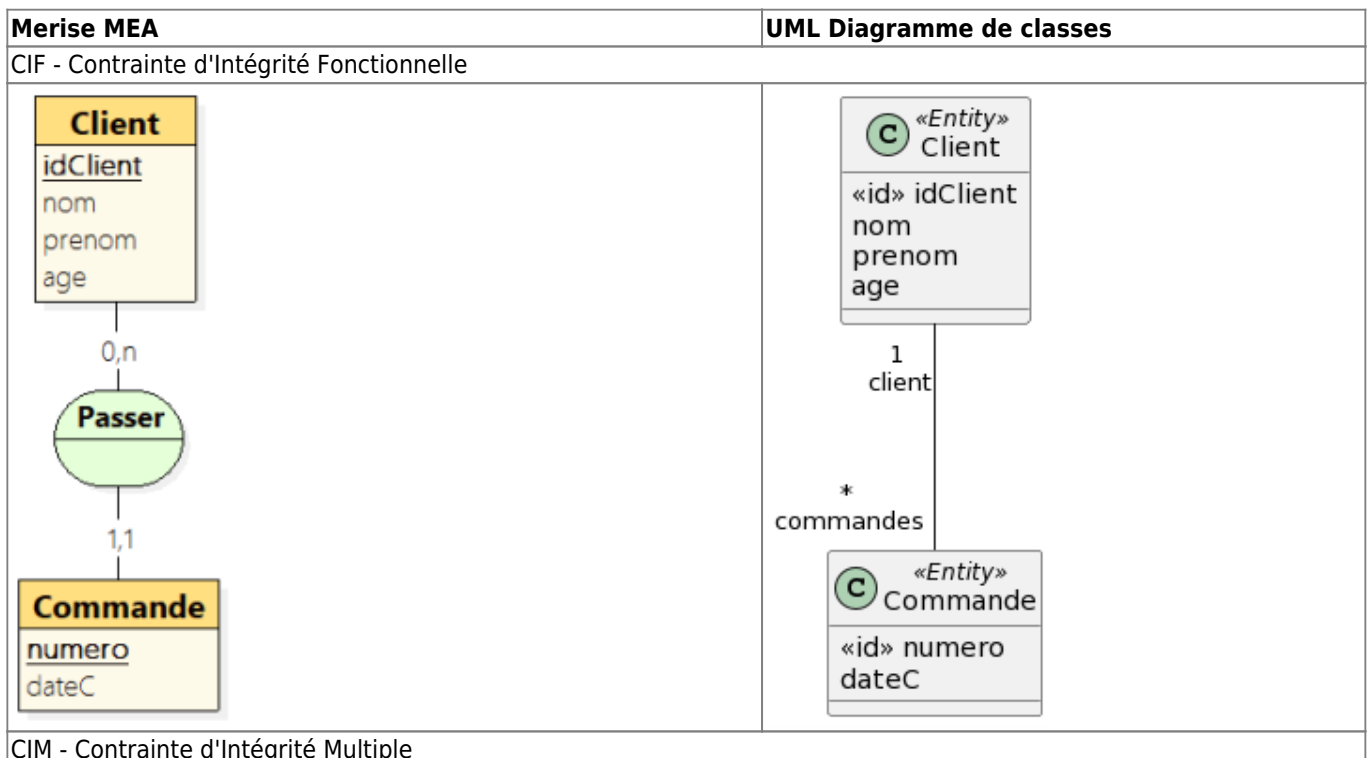 Merise MEA
UML Diagramme de classes
CIF - Contrainte d'Intégrité Fonctionnelle
Client
idClient
nom
prenom
age
0,n
Passer
1,1
Commande
numero
dateC
«Entity»
C Client
«id» idClient
nom
prenom
age
1
client
*
commandes
«Entity»
C Commande
«id» numero
dateC
CIM - Contrainte d'Intégrité Multiple